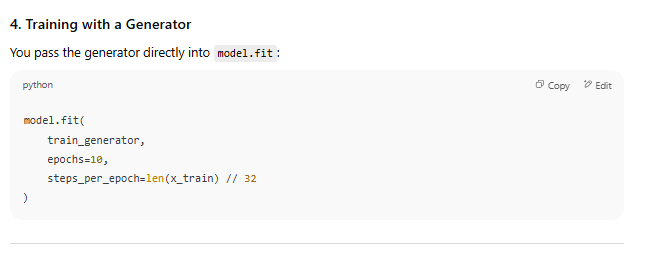 4. Training with a Generator
You pass the generator directly into model.fit:
python
Copy
Edit
model.fit(
    train_generator,
    epochs=10,
    steps_per_epoch=len(x_train) // 32
)